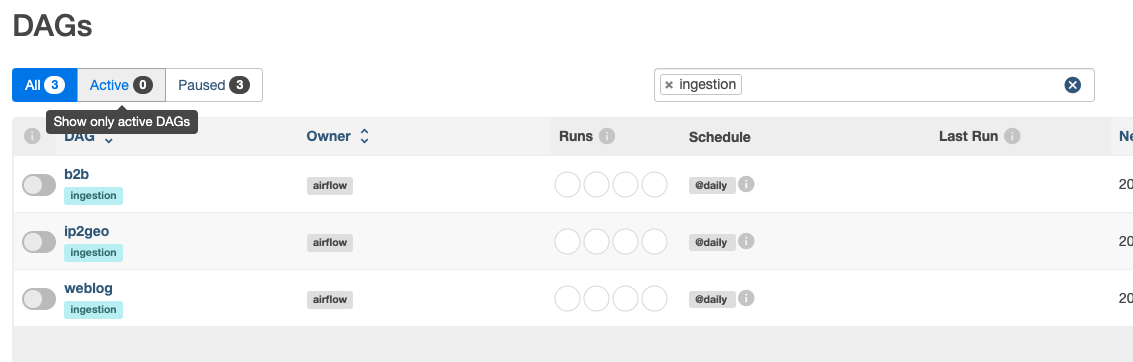 DAGs
All 3 Active 0 Paused 3
× ingestion
Show only active DAGs
DAG Owner Runs Schedule Last Run Ne
b2b
ingestion
airflow
@daily
20
ip2geo
ingestion
airflow
@daily
20
weblog
ingestion
airflow
@daily
20